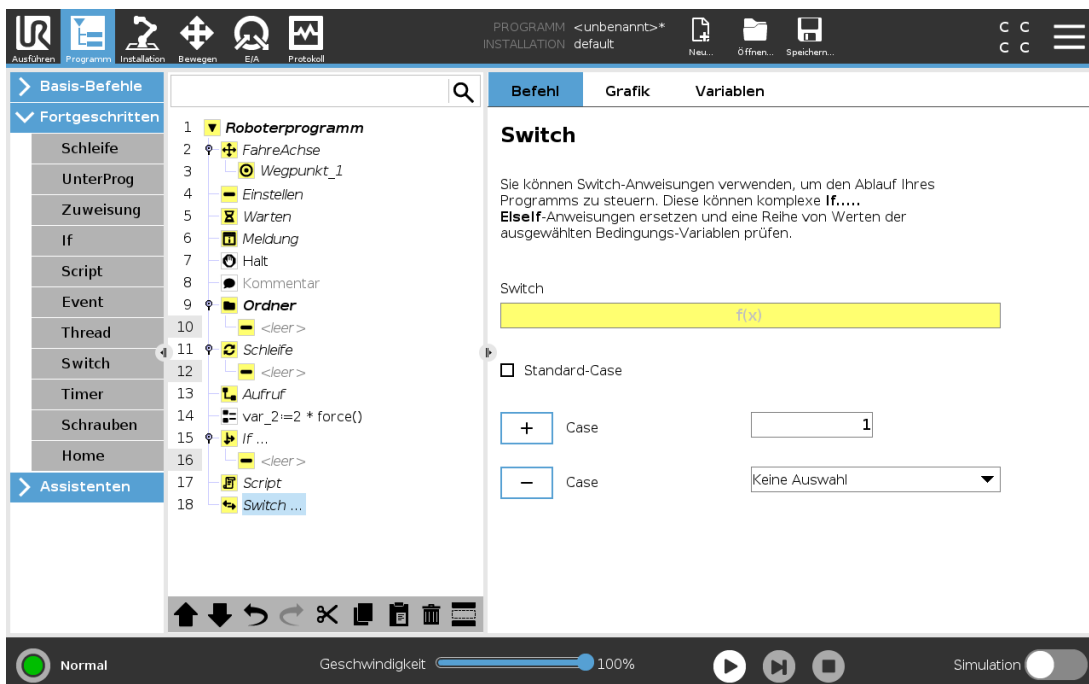 PROGRAMM <unbenannt>*
INSTALLATION default
Ausführen Programm Installation Bewegen E/A Protokoll
Neu... Öffnen... Speichern...
C C
C C
Basis-Befehle
Fortgeschritten
Schleife
UnterProg
Zuweisung
If
Script
Event
Thread
Switch
Timer
Schrauben
Home
Assistenten
1 Roboterprogramm
2 FahreAchse
3 Wegpunkt_1
4 Einstellen
5 Warten
6 Meldung
7 Halt
8 Kommentar
9 Ordner
10 <leer>
11 Schleife
12 <leer>
13 Aufruf
14 var_2:=2 * force()
15 If ...
16 <leer>
17 Script
18 Switch ...
Befehl Grafik Variablen
Switch
Sie können Switch-Anweisungen verwenden, um den Ablauf Ihres
Programms zu steuern. Diese können komplexe If.....
ElseIf-Anweisungen ersetzen und eine Reihe von Werten der
ausgewählten Bedingungs-Variablen prüfen.
Switch
f(x)
Standard-Case
+ Case 1
− Case Keine Auswahl
Normal
Geschwindigkeit 100%
Simulation